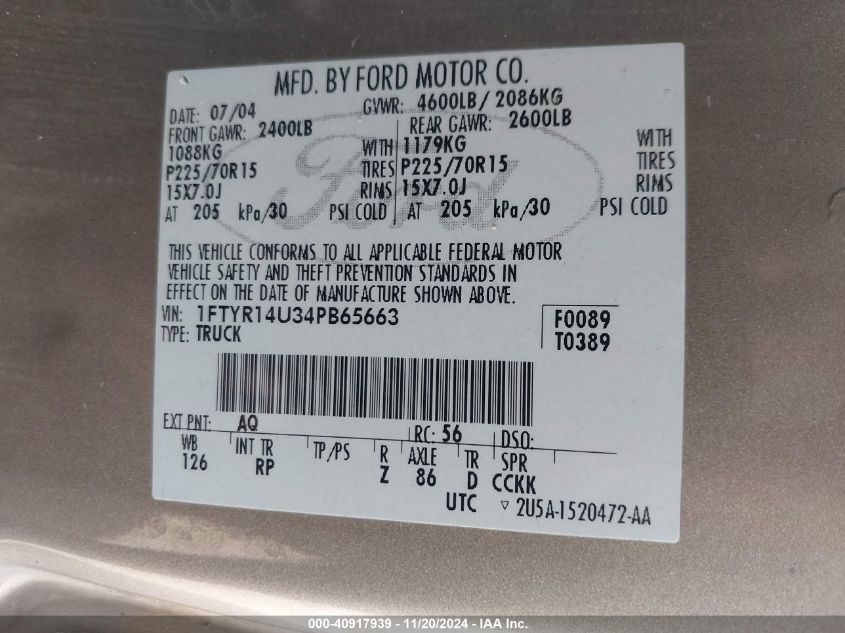 MFD. BY FORD MOTOR CO.
DATE: 07/04 GVWR: 4600LB/ 2086KG
FRONT GAWR: 2400LB REAR GAWR: 2600LB
1088KG WITH 1179KG WITH
P225/70R15 TIRES P225/70R15 TIRES
15X7.0J RIMS 15X7.0J RIMS
AT 205 kPa/30 PSI COLD AT 205 kPa/30 PSI COLD
Ford
THIS VEHICLE CONFORMS TO ALL APPLICABLE FEDERAL MOTOR
VEHICLE SAFETY AND THEFT PREVENTION STANDARDS IN
EFFECT ON THE DATE OF MANUFACTURE SHOWN ABOVE.
VIN: 1FTYR14U34PB65663 F0089
TYPE: TRUCK T0389
EXT PNT: AQ RC: 56 DSO:
WB INT TR TP/PS R AXLE TR SPR
126 RP Z 86 D CCKK
UTC ▽ 2U5A-1520472-AA
000-40917939 - 11/20/2024 - IAA Inc.